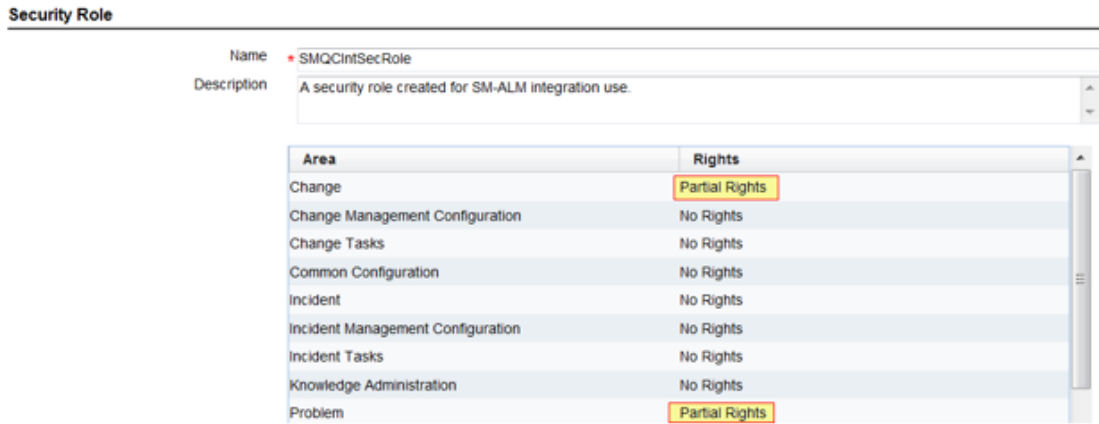 Security Role
Name * SMQCIntSecRole
Description A security role created for SM-ALM integration use.
Area Rights
Change Partial Rights
Change Management Configuration No Rights
Change Tasks No Rights
Common Configuration No Rights
Incident No Rights
Incident Management Configuration No Rights
Incident Tasks No Rights
Knowledge Administration No Rights
Problem Partial Rights